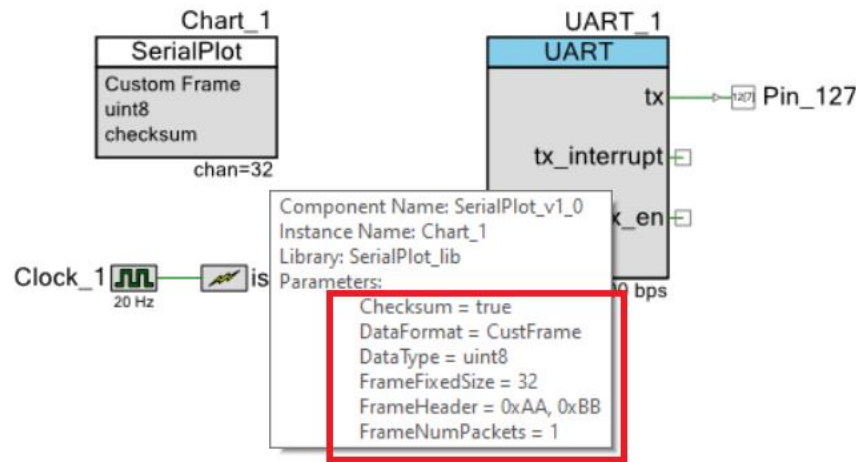 Chart_1
SerialPlot
Custom Frame
uint8
checksum
chan=32
UART_1
UART
tx
12[7]
Pin_127
tx_interrupt
x_en
bps
Clock_1
20 Hz
is
Component Name: SerialPlot_v1_0
Instance Name: Chart_1
Library: SerialPlot_lib
Parameters:
Checksum = true
DataFormat = CustFrame
DataType = uint8
FrameFixedSize = 32
FrameHeader = 0xAA, 0xBB
FrameNumPackets = 1